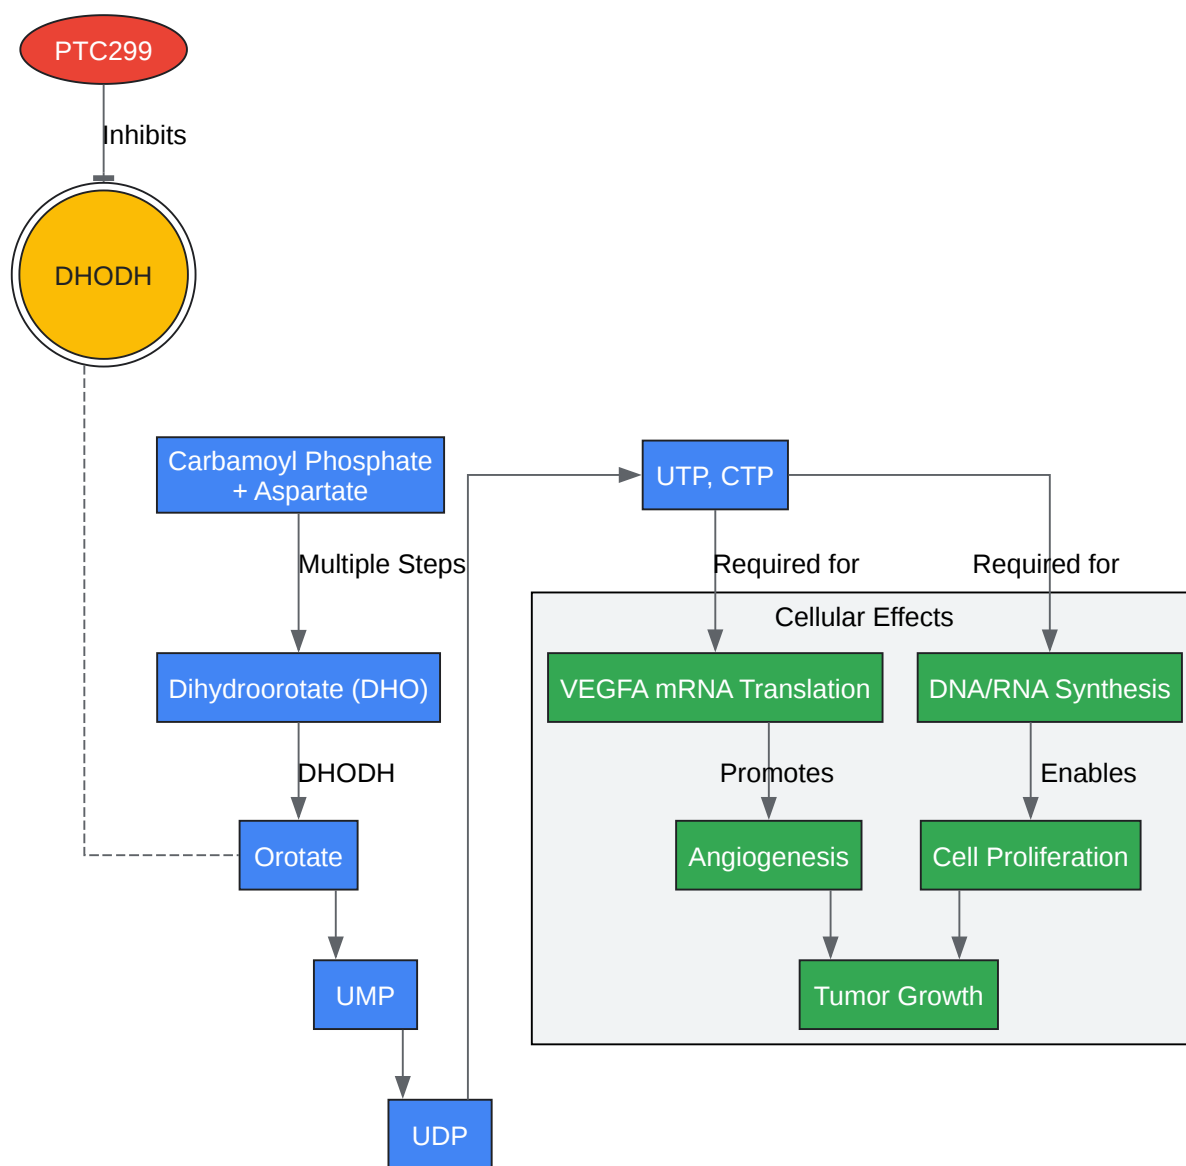 PTC299
Inhibits
DHODH
Carbamoyl Phosphate
+ Aspartate
UTP, CTP
Multiple Steps
Required for
Required for
Cellular Effects
Dihydroorotate (DHO)
VEGFA mRNA Translation
DNA/RNA Synthesis
DHODH
Promotes
Enables
Orotate
Angiogenesis
Cell Proliferation
UMP
Tumor Growth
UDP